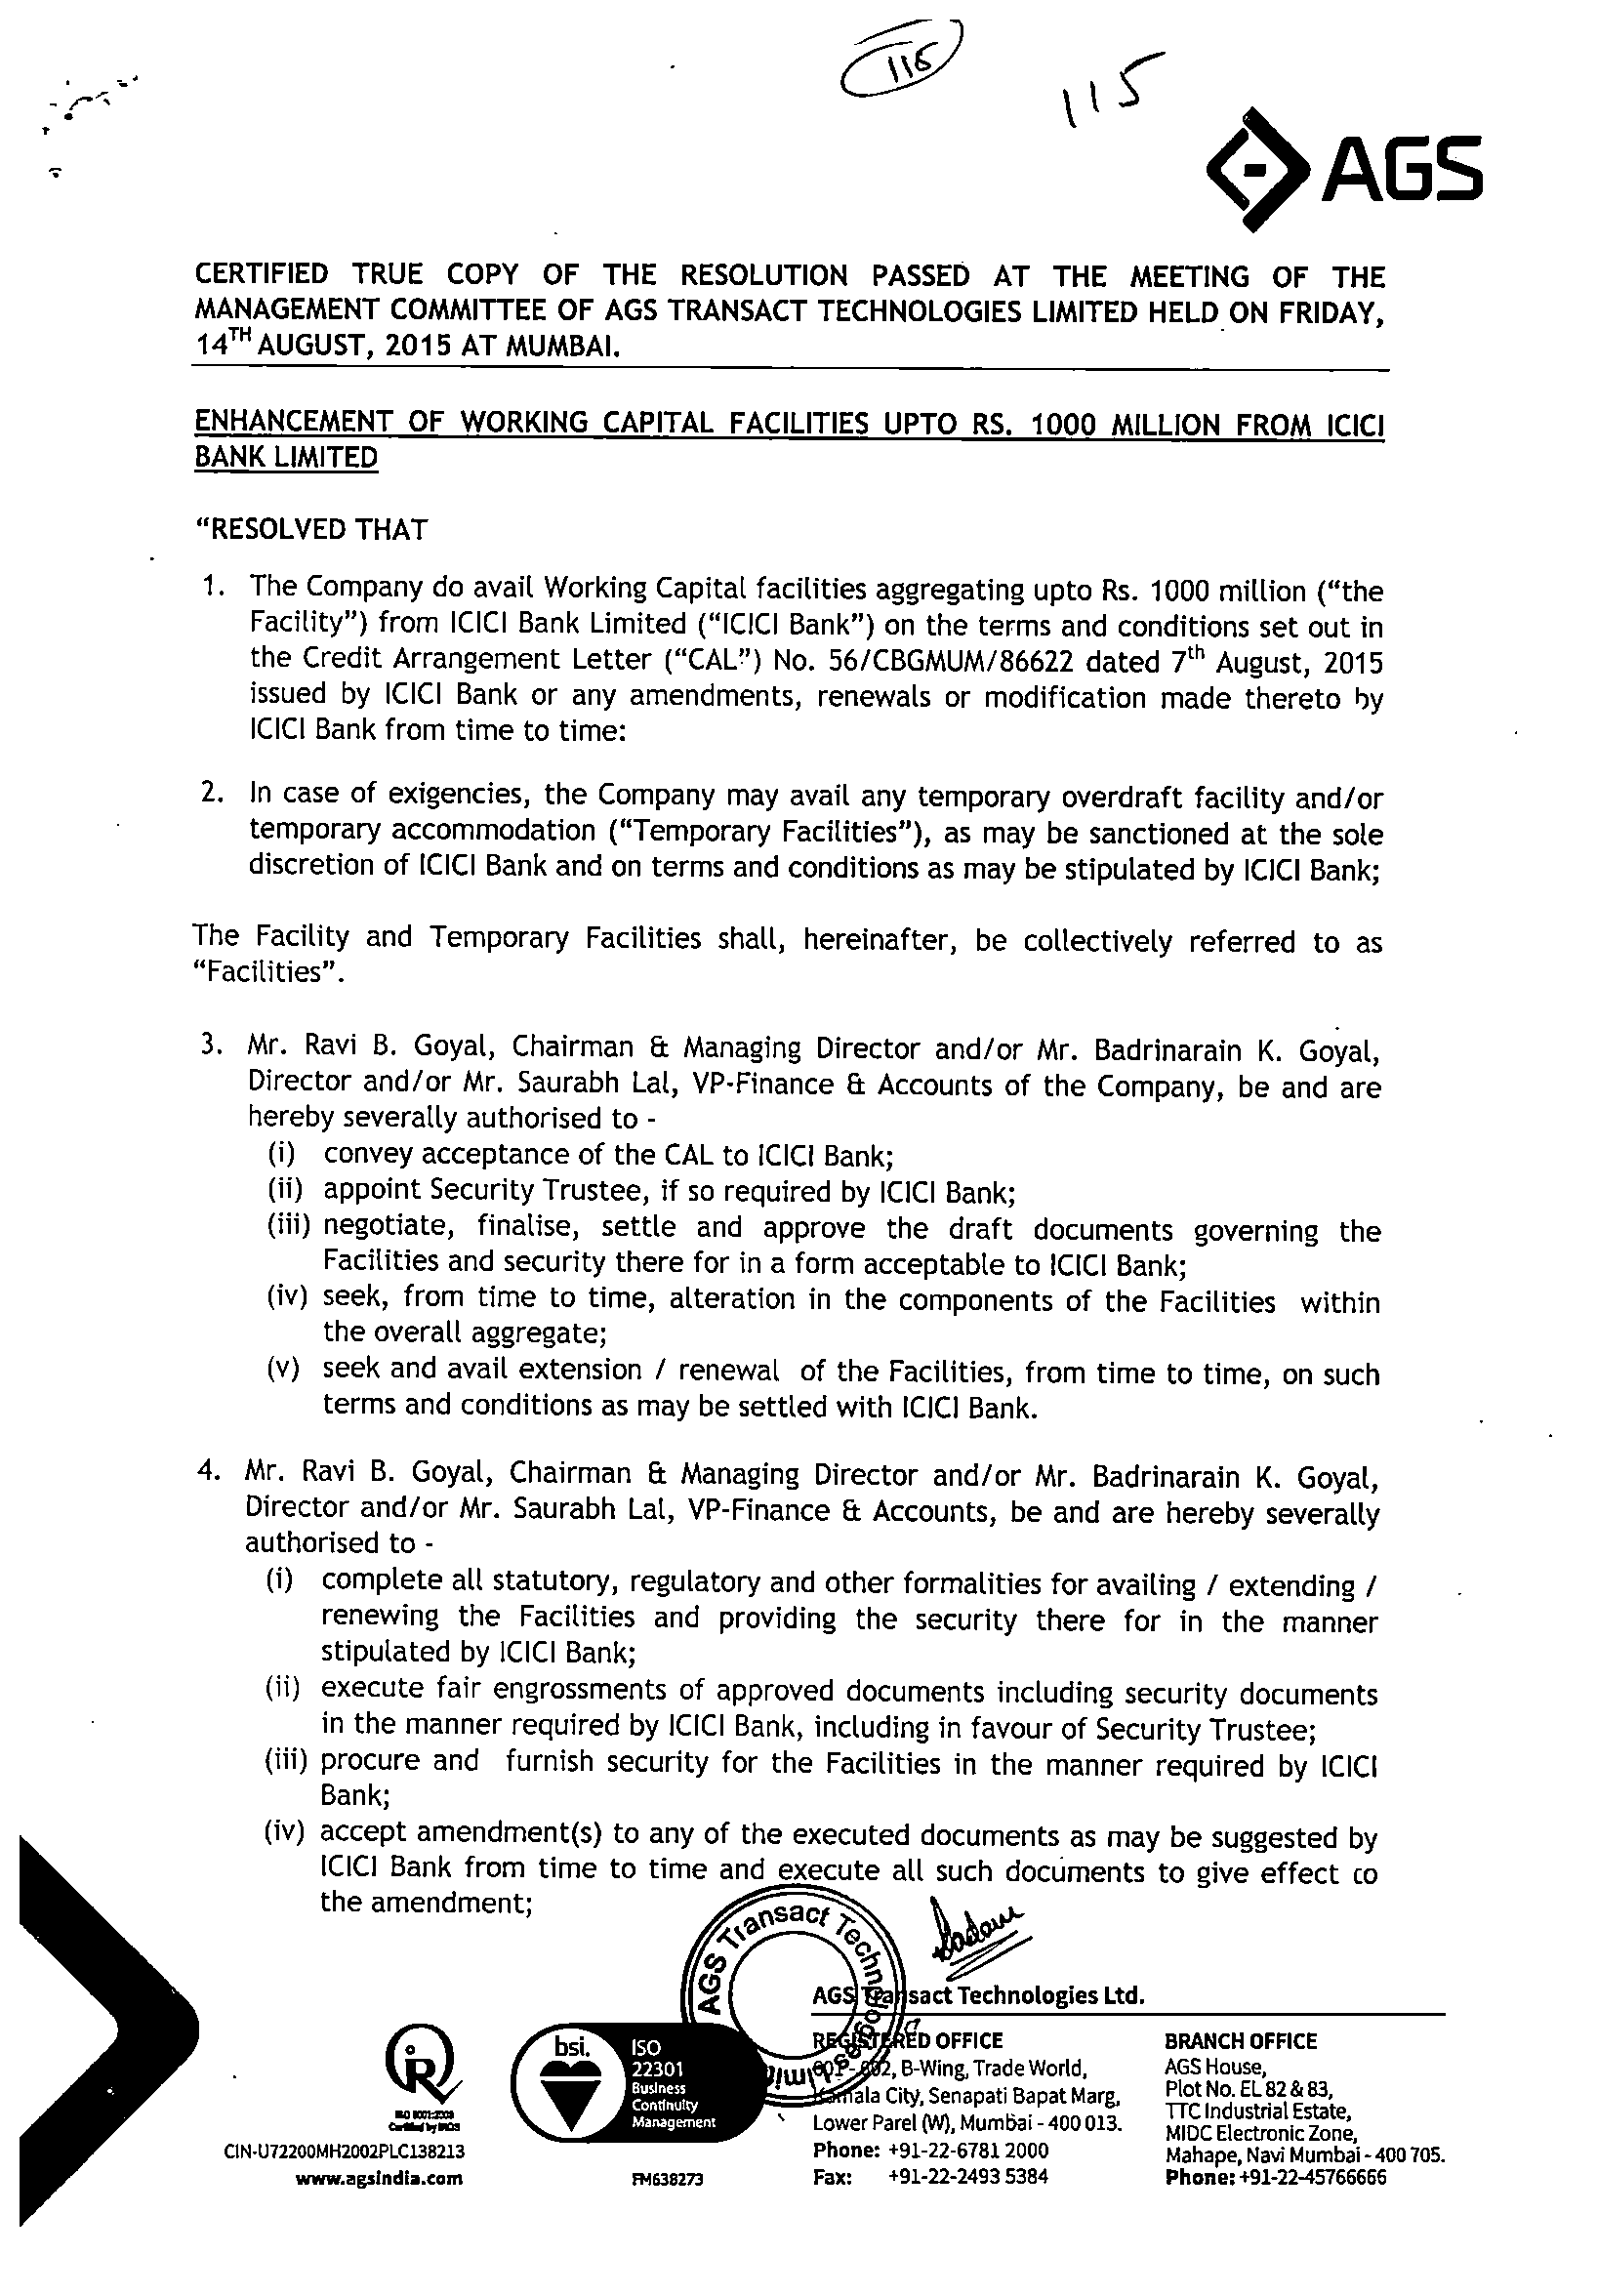 116
115
AGS
CERTIFIED TRUE COPY OF THE RESOLUTION PASSED AT THE MEETING OF THE
MANAGEMENT COMMITTEE OF AGS TRANSACT TECHNOLOGIES LIMITED HELD ON FRIDAY,
14TH AUGUST, 2015 AT MUMBAI.
ENHANCEMENT OF WORKING CAPITAL FACILITIES UPTO RS. 1000 MILLION FROM ICICI
BANK LIMITED
“RESOLVED THAT
1. The Company do avail Working Capital facilities aggregating upto Rs. 1000 million (“the
Facility”) from ICICI Bank Limited (“ICICI Bank”) on the terms and conditions set out in
the Credit Arrangement Letter (“CAL”) No. 56/CBGMUM/86622 dated 7th August, 2015
issued by ICICI Bank or any amendments, renewals or modification made thereto by
ICICI Bank from time to time:
2. In case of exigencies, the Company may avail any temporary overdraft facility and/or
temporary accommodation (“Temporary Facilities”), as may be sanctioned at the sole
discretion of ICICI Bank and on terms and conditions as may be stipulated by ICICI Bank;
The Facility and Temporary Facilities shall, hereinafter, be collectively referred to as
“Facilities”.
3. Mr. Ravi B. Goyal, Chairman & Managing Director and/or Mr. Badrinarain K. Goyal,
Director and/or Mr. Saurabh Lal, VP-Finance & Accounts of the Company, be and are
hereby severally authorised to -
(i) convey acceptance of the CAL to ICICI Bank;
(ii) appoint Security Trustee, if so required by ICICI Bank;
(iii) negotiate, finalise, settle and approve the draft documents governing the
Facilities and security there for in a form acceptable to ICICI Bank;
(iv) seek, from time to time, alteration in the components of the Facilities within
the overall aggregate;
(v) seek and avail extension / renewal of the Facilities, from time to time, on such
terms and conditions as may be settled with ICICI Bank.
4. Mr. Ravi B. Goyal, Chairman & Managing Director and/or Mr. Badrinarain K. Goyal,
Director and/or Mr. Saurabh Lal, VP-Finance & Accounts, be and are hereby severally
authorised to -
(i) complete all statutory, regulatory and other formalities for availing / extending /
renewing the Facilities and providing the security there for in the manner
stipulated by ICICI Bank;
(ii) execute fair engrossments of approved documents including security documents
in the manner required by ICICI Bank, including in favour of Security Trustee;
(iii) procure and furnish security for the Facilities in the manner required by ICICI
Bank;
(iv) accept amendment(s) to any of the executed documents as may be suggested by
ICICI Bank from time to time and execute all such documents to give effect to
the amendment;
AGS Transact Technologies Limi
AGS Transact Technologies Ltd.
REGISTERED OFFICE
601-602, B-Wing, Trade World,
Kamala City, Senapati Bapat Marg,
Lower Parel (W), Mumbai - 400 013.
Phone: +91-22-6781 2000
Fax: +91-22-2493 5384
BRANCH OFFICE
AGS House,
Plot No. EL 82 & 83,
TTC Industrial Estate,
MIDC Electronic Zone,
Mahape, Navi Mumbai - 400 705.
Phone: +91-22-45766666
bsi.
ISO
22301
Business
Continuity
Management
FM638273
ISO 9001:2008
Certified by IRQS
CIN-U72200MH2002PLC138213
www.agsindia.com